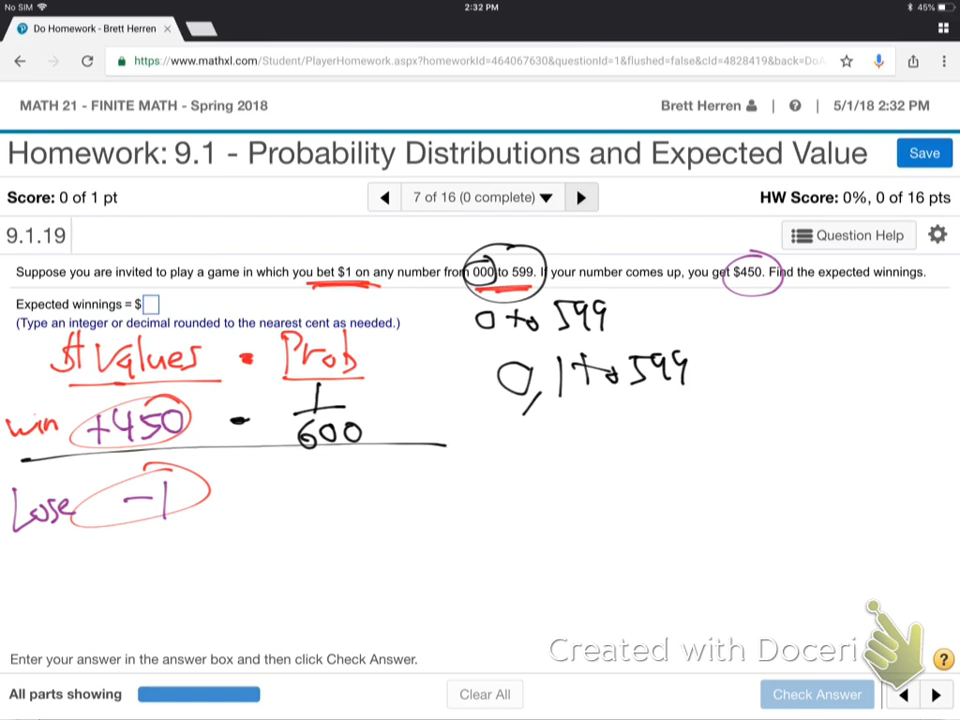 No SIM 2:32 PM 45%
Do Homework - Brett Herren ×
https://www.mathxl.com/Student/PlayerHomework.aspx?homeworkId=464067630&questionId=1&flushed=false&cId=4828419&back=DoA
MATH 21 - FINITE MATH - Spring 2018 Brett Herren | ? | 5/1/18 2:32 PM
Homework: 9.1 - Probability Distributions and Expected Value Save
Score: 0 of 1 pt 7 of 16 (0 complete) HW Score: 0%, 0 of 16 pts
9.1.19 Question Help
Suppose you are invited to play a game in which you bet $1 on any number from 000 to 599. If your number comes up, you get $450. Find the expected winnings.
Expected winnings = $
(Type an integer or decimal rounded to the nearest cent as needed.)
0 to 599
$ Values · Prob
0, 1 to 599
win +450 · 1/600
Lose -1
Created with Doceri
Enter your answer in the answer box and then click Check Answer. ?
All parts showing Clear All Check Answer